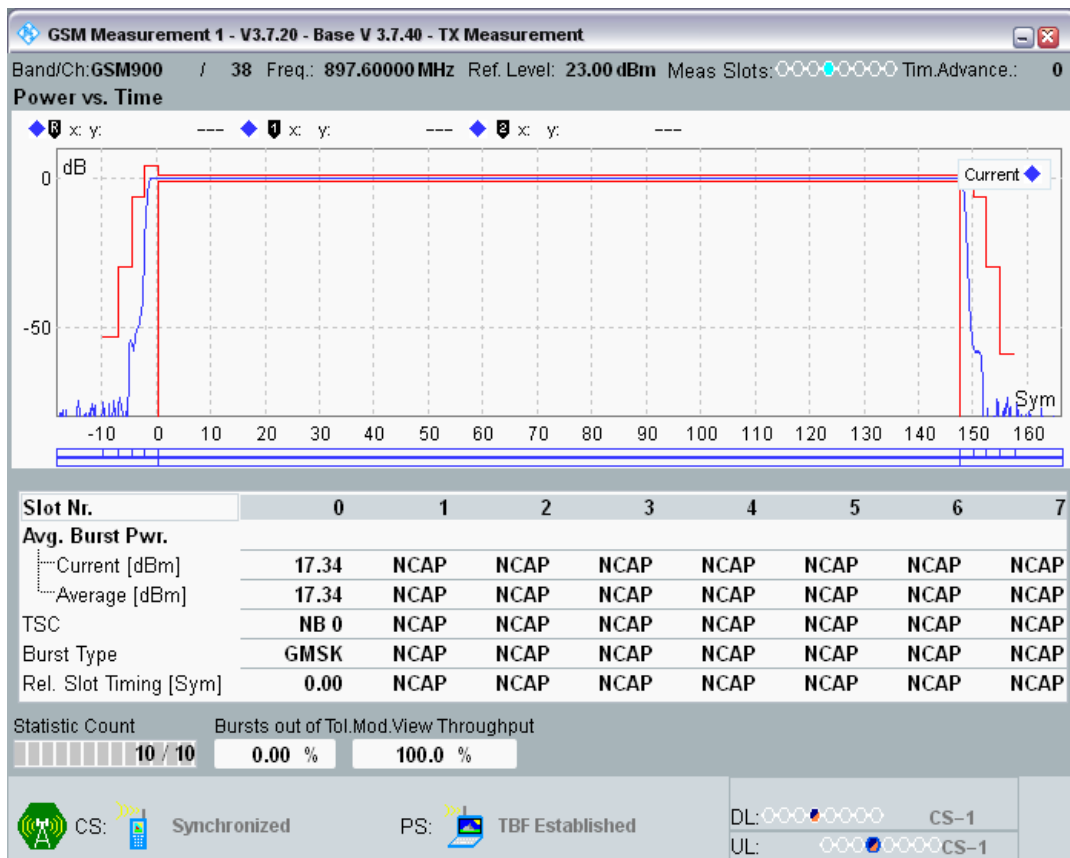 GSM Measurement 1 - V3.7.20 - Base V 3.7.40 - TX Measurement
Band/Ch:GSM900 / 38 Freq.: 897.60000 MHz Ref. Level: 23.00 dBm Meas Slots: Tim.Advance.: 0
Power vs. Time
R x: y: --- 1 x: y: --- 2 x: y: ---
dB
Current
0
-50
Sym
-10 0 10 20 30 40 50 60 70 80 90 100 110 120 130 140 150 160
Slot Nr. 0 1 2 3 4 5 6 7
Avg. Burst Pwr.
Current [dBm] 17.34 NCAP NCAP NCAP NCAP NCAP NCAP NCAP
Average [dBm] 17.34 NCAP NCAP NCAP NCAP NCAP NCAP NCAP
TSC NB 0 NCAP NCAP NCAP NCAP NCAP NCAP NCAP
Burst Type GMSK NCAP NCAP NCAP NCAP NCAP NCAP NCAP
Rel. Slot Timing [Sym] 0.00 NCAP NCAP NCAP NCAP NCAP NCAP NCAP
Statistic Count Bursts out of Tol.Mod.View Throughput
10 / 10 0.00 % 100.0 %
CS: Synchronized PS: TBF Established
DL: CS-1
UL: CS-1